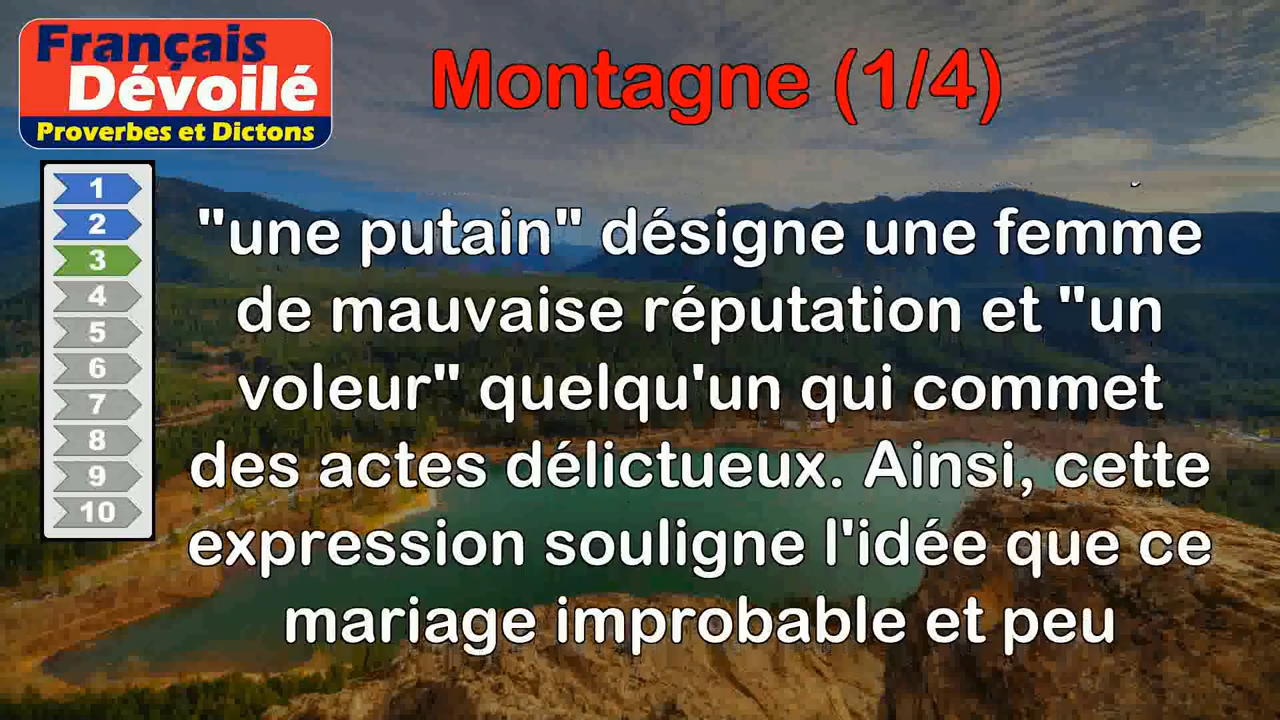 Français
Dévoilé
Proverbes et Dictons
Montagne (1/4)
1
2
3
4
5
6
7
8
9
10
"une putain" désigne une femme
de mauvaise réputation et "un
voleur" quelqu'un qui commet
des actes délictueux. Ainsi, cette
expression souligne l'idée que ce
mariage improbable et peu